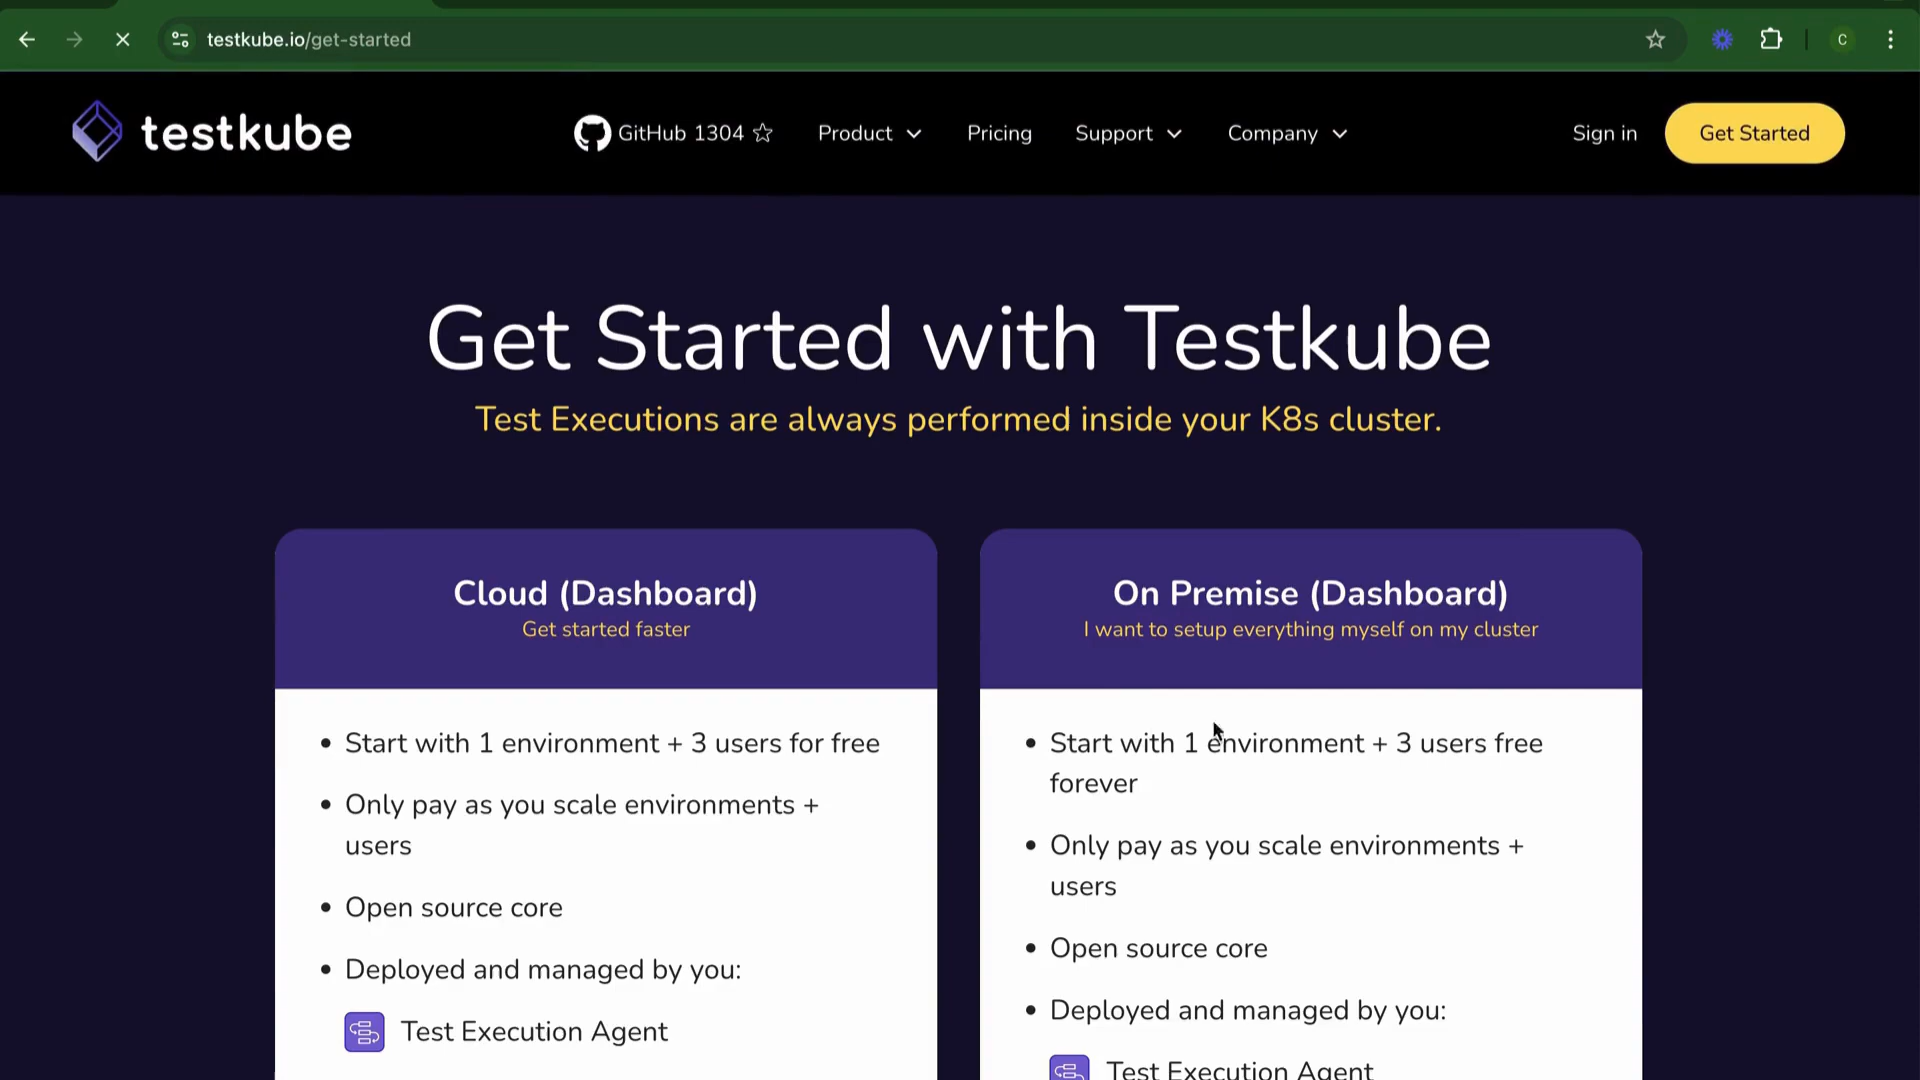 testkube.io/get-started
C
testkube
GitHub 1304
Product
Pricing
Support
Company
Sign in
Get Started
Get Started with Testkube
Test Executions are always performed inside your K8s cluster.
Cloud (Dashboard)
Get started faster
• Start with 1 environment + 3 users for free
• Only pay as you scale environments +
users
• Open source core
• Deployed and managed by you:
Test Execution Agent
On Premise (Dashboard)
I want to setup everything myself on my cluster
• Start with 1 environment + 3 users free
forever
• Only pay as you scale environments +
users
• Open source core
• Deployed and managed by you:
Test Execution Agent